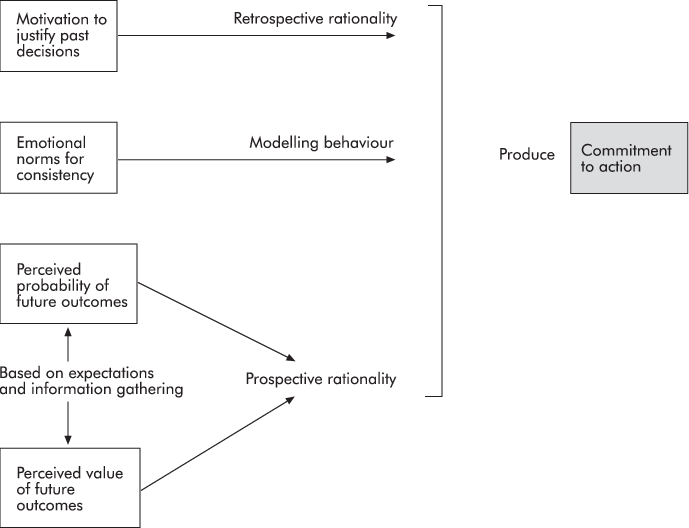 Motivation to
justify past
decisions
Retrospective rationality
Emotional
norms for
consistency
Modelling behaviour
Produce
Commitment
to action
Perceived
probability of
future outcomes
Based on expectations
and information gathering
Prospective rationality
Perceived value
of future
outcomes